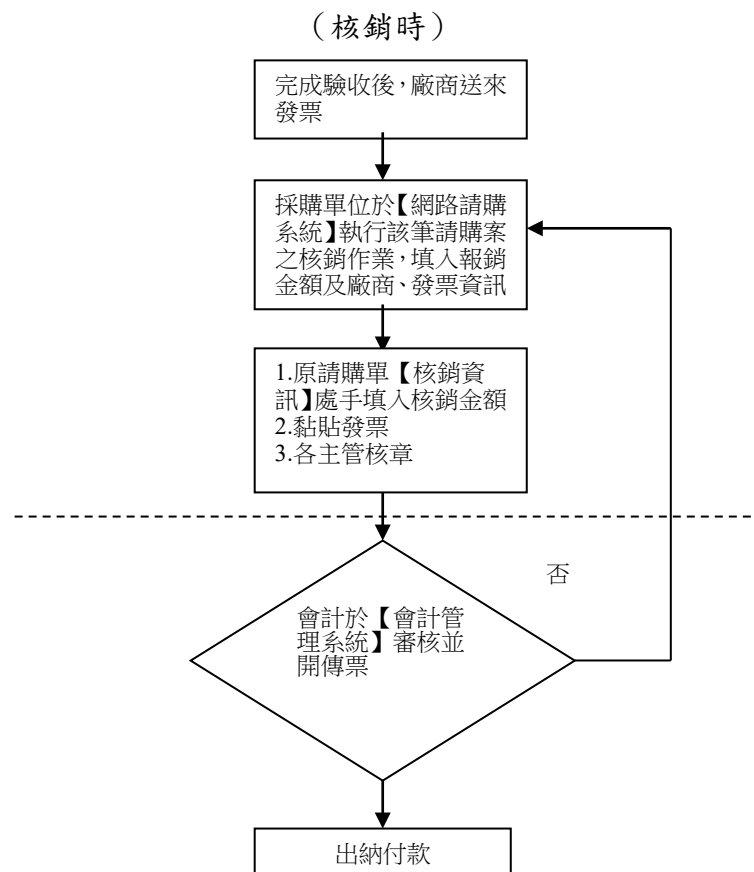 （核銷時）
完成驗收後，廠商送來
發票
採購單位於【網路請購
系統】執行該筆請購案
之核銷作業，填入報銷
金額及廠商、發票資訊
1.原請購單【核銷資
訊】處手填入核銷金額
2.黏貼發票
3.各主管核章
否
會計於【會計管
理系統】審核並
開傳票
出納付款